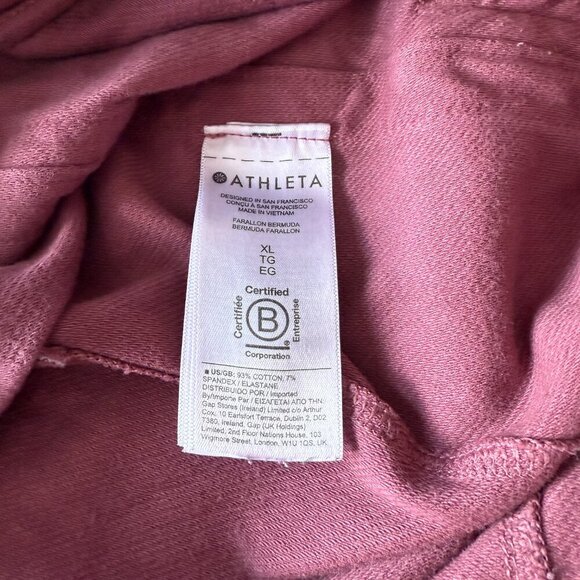 ATHLETA
DESIGNED IN SAN FRANCISCO
CONÇU À SAN FRANCISCO
MADE IN VIETNAM
FARALLON BERMUDA
BERMUDA FARALLON
XL
TG
EG
Certified
Certifiée
B
Entreprise
Corporation
■ US/GB: 93% COTTON, 7%
SPANDEX / ELASTANE
DISTRIBUIDO POR / Imported
By/Importe Par / ΕΙΣΑΓΕΤΑΙ ΑΠΟ ΤΗΝ
Gap Stores (Ireland) Limited c/o Arthur
Cox, 10 Earlsfort Terrace, Dublin 2, D02
T380, Ireland. Gap (UK Holdings)
Limited, 2nd Floor Nations House, 103
Wigmore Street, London, W1U 1QS, UK.